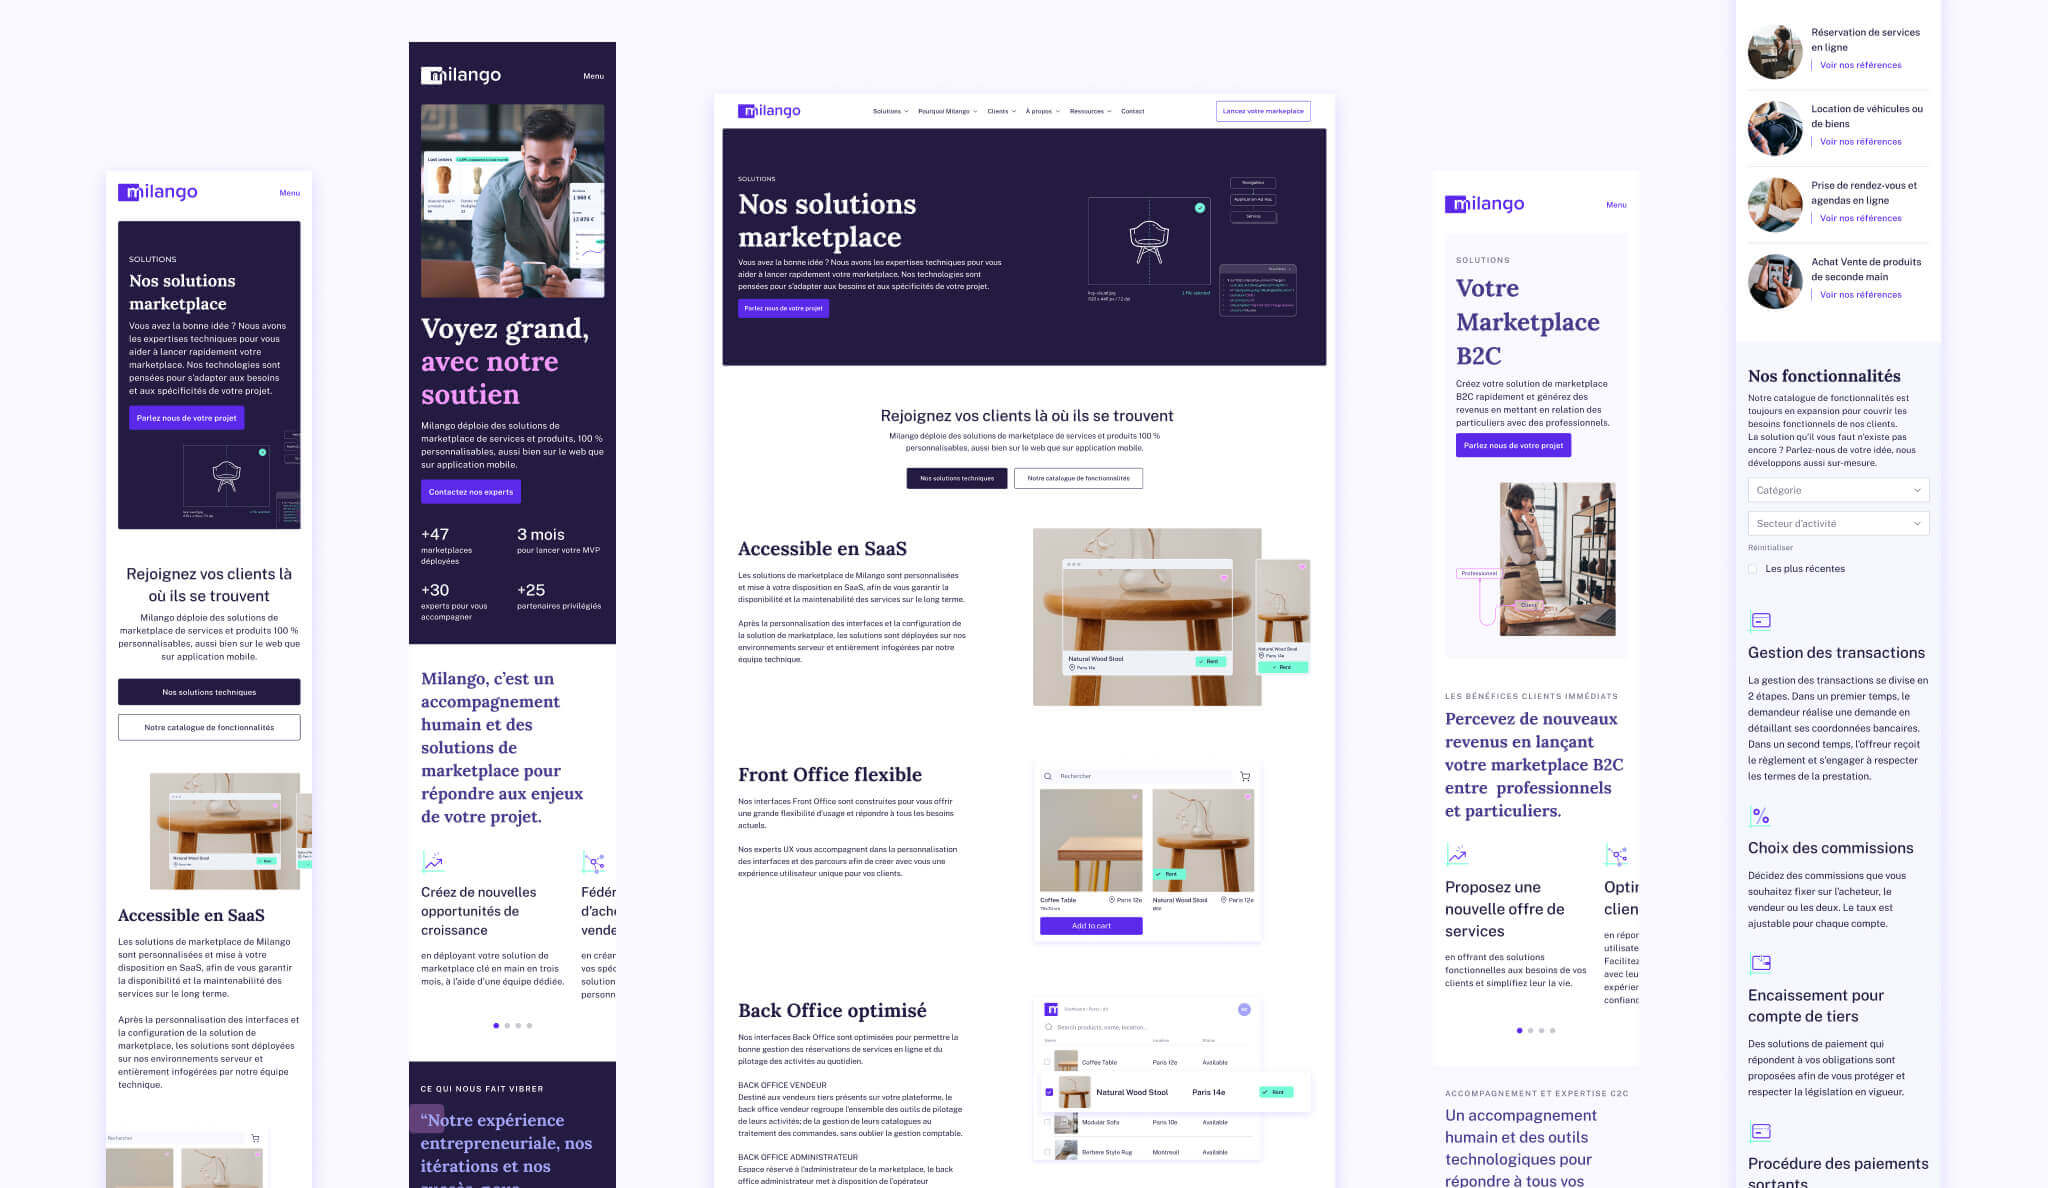 milango
Menu
SOLUTIONS
Nos solutions
marketplace
Vous avez la bonne idée ? Nous avons
les expertises techniques pour vous
aider à lancer rapidement votre
marketplace. Nos technologies sont
pensées pour s'adapter aux besoins
et aux spécificités de votre projet.
Parlez nous de votre projet
Rejoignez vos clients là
où ils se trouvent
Milango déploie des solutions de
marketplace de services et produits 100 %
personnalisables, aussi bien sur le web que
sur application mobile.
Nos solutions techniques
Notre catalogue de fonctionnalités
Natural Wood Stool
Rent
Accessible en SaaS
Les solutions de marketplace de Milango
sont personnalisées et mise à votre
disposition en SaaS, afin de vous garantir
la disponibilité et la maintenabilité des
services sur le long terme.
Après la personnalisation des interfaces et
la configuration de la solution de
marketplace, les solutions sont déployées
sur nos environnements serveur et
entièrement infogérées par notre équipe
technique.
Rechercher
milango
Menu
Last orders
1 960 €
12 876 €
Voyez grand,
avec notre
soutien
Milango déploie des solutions de
marketplace de services et produits, 100 %
personnalisables, aussi bien sur le web que
sur application mobile.
Contactez nos experts
+47
marketplaces
déployées
3 mois
pour lancer votre MVP
+30
experts pour vous
accompagner
+25
partenaires privilégiés
Milango, c'est un
accompagnement
humain et des
solutions de
marketplace pour
répondre aux enjeux
de votre projet.
Créez de nouvelles
opportunités de
croissance
en déployant votre solution de
marketplace clé en main en trois
mois, à l'aide d'une équipe dédiée.
Fédér
d'ache
vende
en créan
vos spéc
solution
personn
CE QUI NOUS FAIT VIBRER
“Notre expérience
entrepreneuriale, nos
itérations et nos
milango
Solutions
Pourquoi Milango
Clients
À propos
Ressources
Contact
Lancez votre markeplace
SOLUTIONS
Nos solutions
marketplace
Vous avez la bonne idée ? Nous avons les expertises techniques pour vous
aider à lancer rapidement votre marketplace. Nos technologies sont
pensées pour s'adapter aux besoins et aux spécificités de votre projet.
Parlez nous de votre projet
Navigateur
Application Ad Hoc
Service
1 File selected
Rejoignez vos clients là où ils se trouvent
Milango déploie des solutions de marketplace de services et produits 100 %
personnalisables, aussi bien sur le web que sur application mobile.
Nos solutions techniques
Notre catalogue de fonctionnalités
Accessible en SaaS
Les solutions de marketplace de Milango sont personnalisées
et mise à votre disposition en SaaS, afin de vous garantir la
disponibilité et la maintenabilité des services sur le long terme.
Après la personnalisation des interfaces et la configuration de
la solution de marketplace, les solutions sont déployées sur nos
environnements serveur et entièrement infogérées par notre
équipe technique.
Natural Wood Stool
Paris 14e
Rent
Natural Wood Stool
Paris 14e
Rent
Front Office flexible
Nos interfaces Front Office sont construites pour vous offrir
une grande flexibilité d'usage et répondre à tous les besoins
actuels.
Nos experts UX vous accompagnent dans la personnalisation
des interfaces et des parcours afin de creer avec vous une
expérience utilisateur unique pour vos clients.
Rechercher
Rent
Coffee Table
Paris 12e
Natural Wood Stool
Paris 12e
Add to cart
Back Office optimisé
Nos interfaces Back Office sont optimisées pour permettre la
bonne gestion des réservations de services en ligne et du
pilotage des activités au quotidien.
BACK OFFICE VENDEUR
Destiné aux vendeurs tiers présents sur votre plateforme, le
back office vendeur regroupe l'ensemble des outils de pilotage
de leurs activités; de la gestion de leurs catalogues au
traitement des commandes, sans oublier la gestion comptable.
BACK OFFICE ADMINISTRATEUR
Espace réservé à l'administrateur de la marketplace, le back
office administrateur met à disposition de l'opérateur
Search products, name, location...
Location
Status
Coffee Table
Paris 12e
Available
Natural Wood Stool
Paris 14e
Rent
Modular Sofa
Paris 10e
Available
Berbere Style Rug
Montreuil
Available
milango
Menu
SOLUTIONS
Votre
Marketplace
B2C
Créez votre solution de marketplace
B2C rapidement et générez des
revenus en mettant en relation des
particuliers avec des professionnels.
Parlez nous de votre projet
Professionnel
Client
LES BÉNÉFICES CLIENTS IMMÉDIATS
Percevez de nouveaux
revenus en lançant
votre marketplace B2C
entre professionnels
et particuliers.
Proposez une
nouvelle offre de
services
en offrant des solutions
fonctionnelles aux besoins de vos
clients et simplifiez leur la vie.
Optir
clien
en répor
utilisate
Facilitez
avec leu
expérier
confianc
ACCOMPAGNEMENT ET EXPERTISE C2C
Un accompagnement
humain et des outils
technologiques pour
répondre à tous vos
Réservation de services
en ligne
Voir nos références
Location de véhicules ou
de biens
Voir nos références
Prise de rendez-vous et
agendas en ligne
Voir nos références
Achat Vente de produits
de seconde main
Voir nos références
Nos fonctionnalités
Notre catalogue de fonctionnalités est
toujours en expansion pour couvrir les
besoins fonctionnels de nos clients.
La solution qu'il vous faut n'existe pas
encore ? Parlez-nous de votre idée, nous
développons aussi sur-mesure.
Catégorie
Secteur d'activité
Réinitialiser
Les plus récentes
Gestion des transactions
La gestion des transactions se divise en
2 étapes. Dans un premier temps, le
demandeur réalise une demande en
détaillant ses coordonnées bancaires.
Dans un second temps, l'offreur reçoit
le règlement et s'engager à respecter
les termes de la prestation.
Choix des commissions
Décidez des commissions que vous
souhaitez fixer sur l'acheteur, le
vendeur ou les deux. Le taux est
ajustable pour chaque compte.
Encaissement pour
compte de tiers
Des solutions de paiement qui
répondent à vos obligations sont
proposées afin de vous protéger et
respecter la législation en vigueur.
Procédure des paiements
sortants